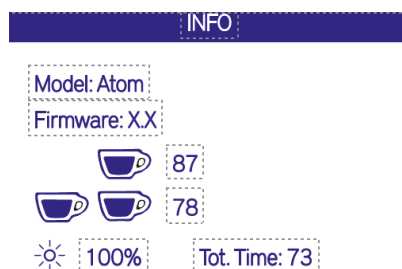 INFO
Model: Atom
Firmware: X.X
87
78
100% Tot. Time: 73